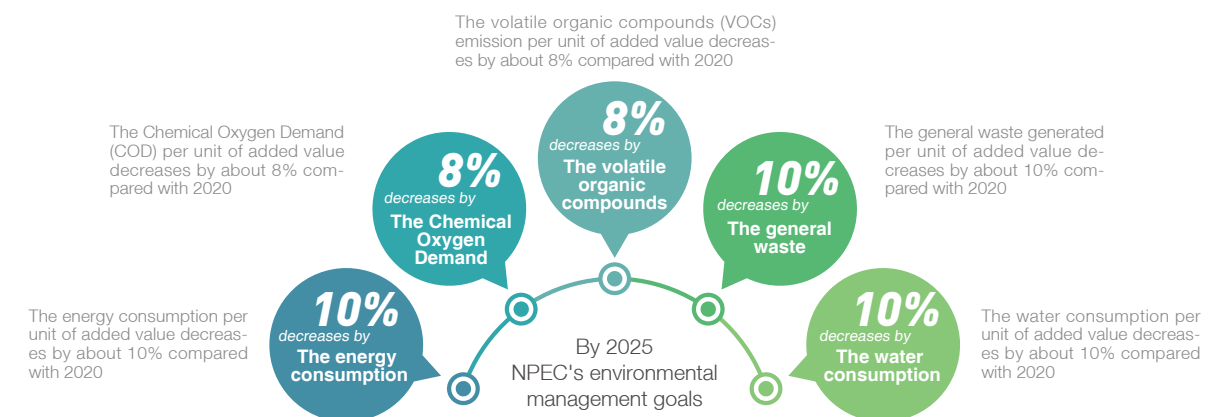 The volatile organic compounds (VOCs)
emission per unit of added value decreas-
es by about 8% compared with 2020
The Chemical Oxygen Demand
(COD) per unit of added value
decreases by about 8% com-
pared with 2020
8%
decreases by
The Chemical
Oxygen
Demand
8%
decreases by
The volatile
organic
compounds
10%
decreases by
The general
waste
The general waste generated
per unit of added value de-
creases by about 10% com-
pared with 2020
The energy consumption per
unit of added value decreas-
es by about 10% compared
with 2020
10%
decreases by
The energy
consumption
By 2025
NPEC's environmental
management goals
10%
decreases by
The water
consumption
The water consumption per
unit of added value decreas-
es by about 10% compared
with 2020